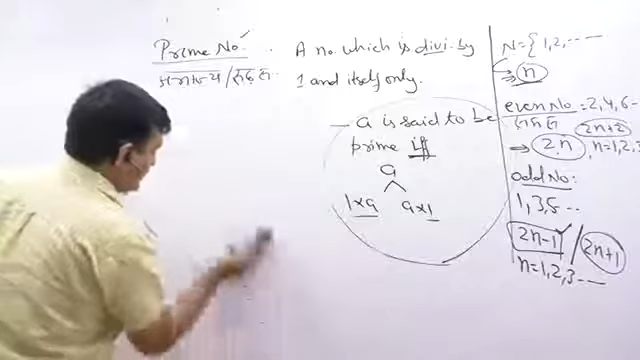 Prime No.
A no. which is divi. by
1 and itself only.
— a is said to be
prime iff
a
1×a a×1
N = {1, 2, ------
n
even No = 2, 4, 6-
2n+2
→ 2n , n=1, 2, 3
odd No:
1, 3, 5 --
2n-1 / 2n+1
n=1, 2, 3 -----